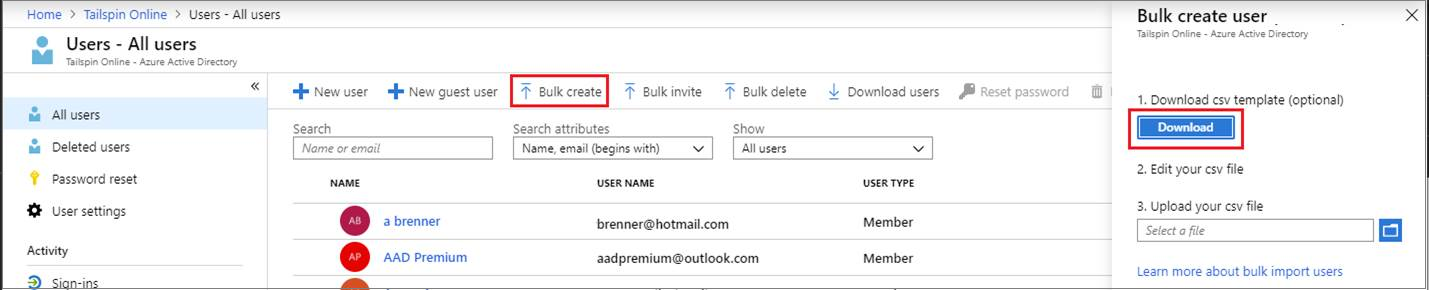 Home > Tailspin Online > Users - All users
Users - All users
Tailspin Online - Azure Active Directory
«
All users
Deleted users
Password reset
User settings
Activity
Sign-ins
New user
New guest user
Bulk create
Bulk invite
Bulk delete
Download users
Reset password
Search
Name or email
Search attributes
Name, email (begins with)
Show
All users
NAME USER NAME USER TYPE
AB a brenner brenner@hotmail.com Member
AP AAD Premium aadpremium@outlook.com Member
Bulk create user
Tailspin Online - Azure Active Directory
1. Download csv template (optional)
Download
2. Edit your csv file
3. Upload your csv file
Select a file
Learn more about bulk import users